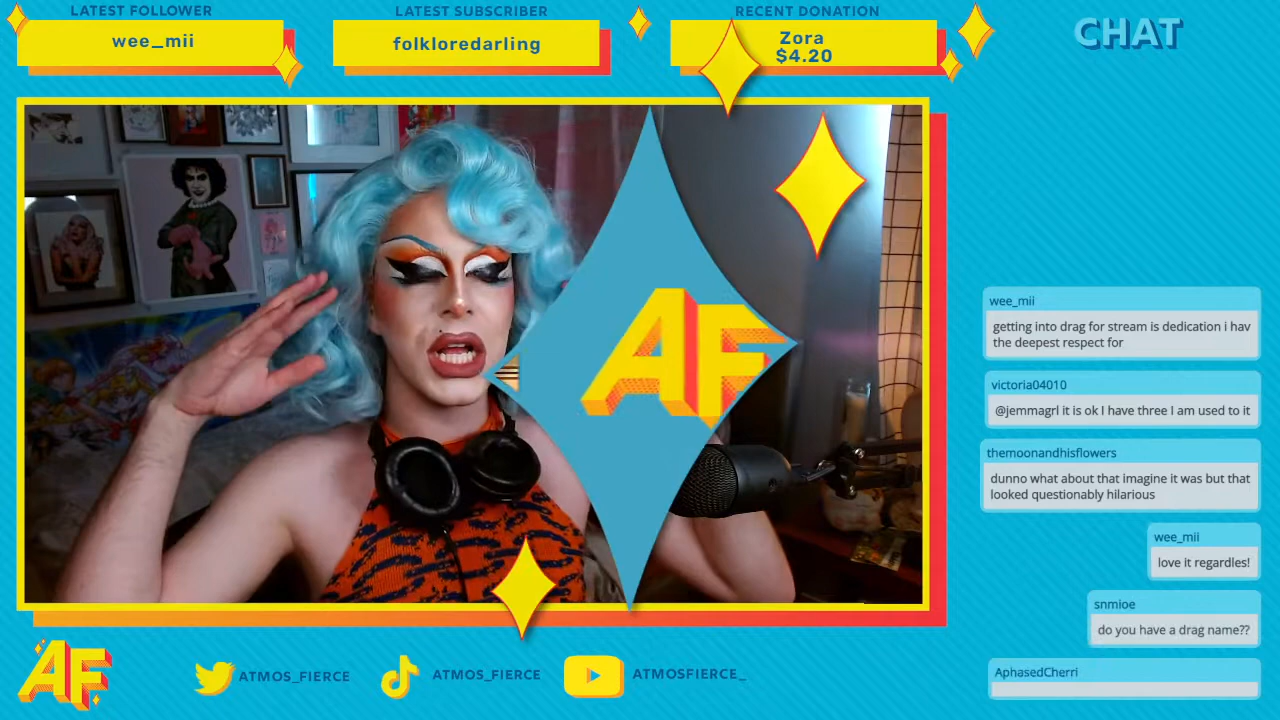 LATEST FOLLOWER
wee_mii
LATEST SUBSCRIBER
folkloredarling
RECENT DONATION
Zora
$4.20
CHAT
AF
wee_mii
getting into drag for stream is dedication i hav
the deepest respect for
victoria04010
@jemmagrl it is ok I have three I am used to it
themoonandhisflowers
dunno what about that imagine it was but that
looked questionably hilarious
wee_mii
love it regardles!
snmioe
do you have a drag name??
AphasedCherri
AF
ATMOS_FIERCE
ATMOS_FIERCE
ATMOSFIERCE_